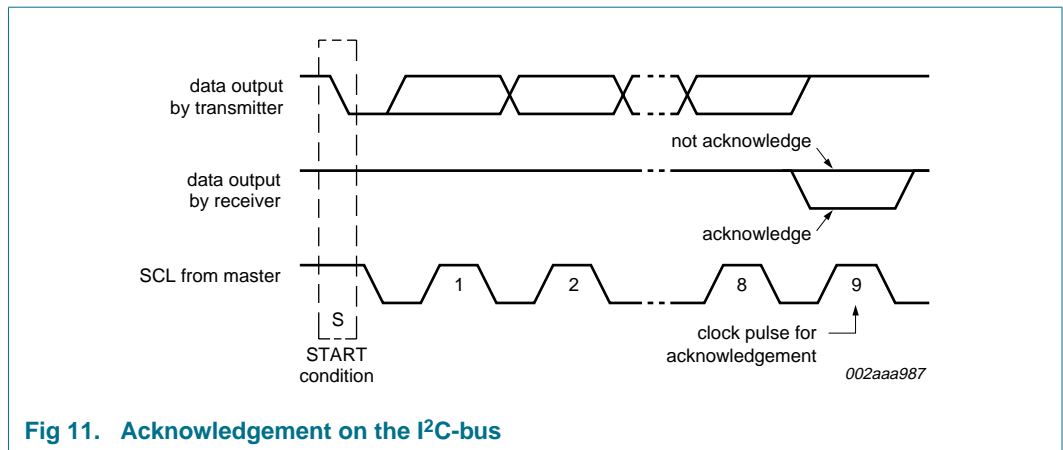 data output
by transmitter
not acknowledge
data output
by receiver
acknowledge
SCL from master
1
2
8
9
S
START
condition
clock pulse for
acknowledgement
002aaa987
Fig 11. Acknowledgement on the I²C-bus